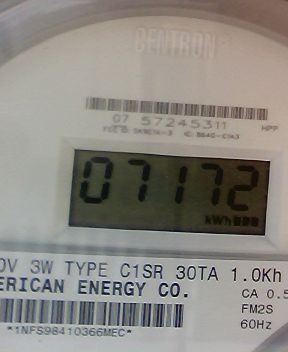 CENTRON
07 57245311
HPP
07172
kWh
0V 3W TYPE C1SR 30TA 1.0Kh
ERICAN ENERGY CO.
CA 0.5
FM2S
*1NFS98410366MEC*
60Hz